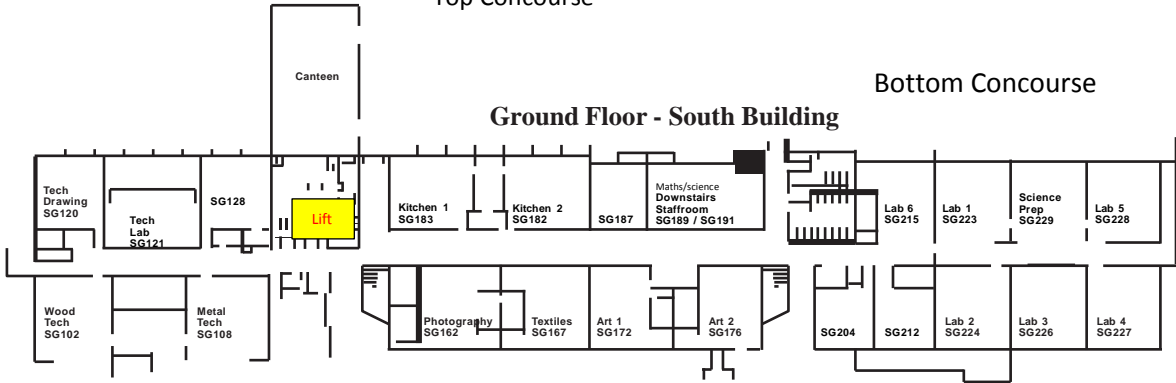 Top Concourse
Canteen
Bottom Concourse
Ground Floor - South Building
Tech
Drawing
SG120
Tech
Lab
SG121
SG128
Lift
Kitchen 1
SG183
Kitchen 2
SG182
SG187
Maths/science
Downstairs
Staffroom
SG189 / SG191
Lab 6
SG215
Lab 1
SG223
Science
Prep
SG229
Lab 5
SG228
Wood
Tech
SG102
Metal
Tech
SG108
Photography
SG162
Textiles
SG167
Art 1
SG172
Art 2
SG176
SG204
SG212
Lab 2
SG224
Lab 3
SG226
Lab 4
SG227